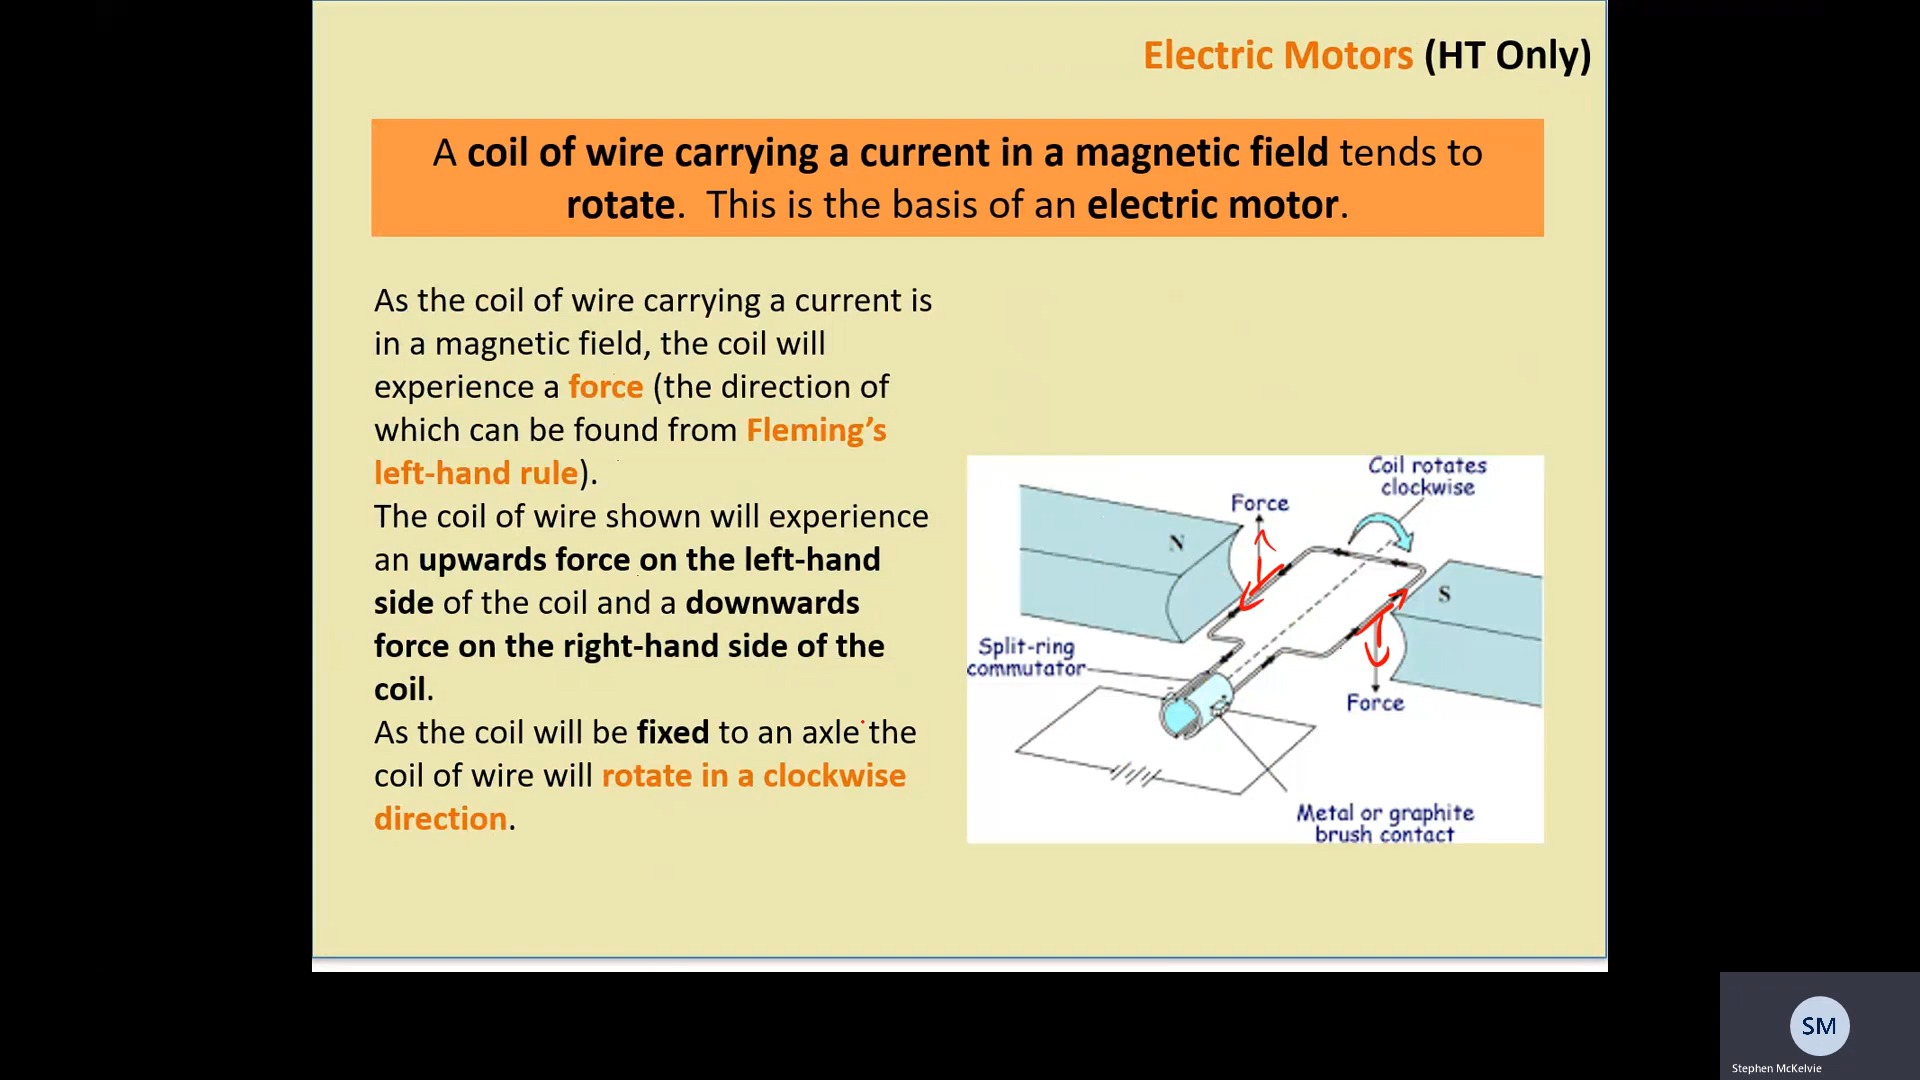 Electric Motors (HT Only)
A coil of wire carrying a current in a magnetic field tends to
rotate. This is the basis of an electric motor.
As the coil of wire carrying a current is
in a magnetic field, the coil will
experience a force (the direction of
which can be found from Fleming’s
left-hand rule).
The coil of wire shown will experience
an upwards force on the left-hand
side of the coil and a downwards
force on the right-hand side of the
coil.
As the coil will be fixed to an axle the
coil of wire will rotate in a clockwise
direction.
Coil rotates
clockwise
Force
N
S
Split-ring
commutator
Force
Metal or graphite
brush contact
SM
Stephen McKelvie